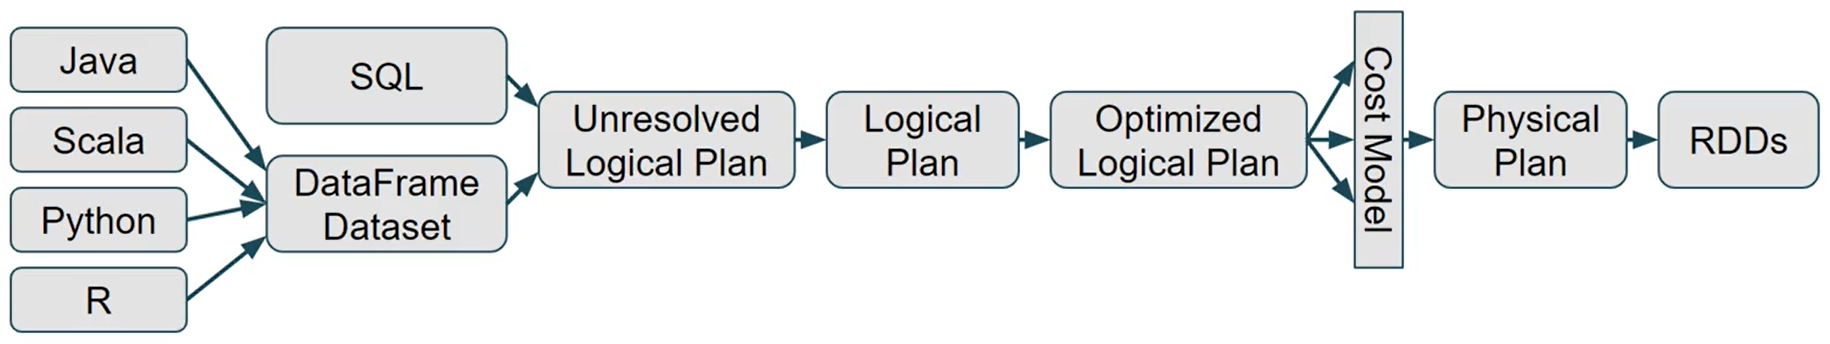 Java
Scala
Python
R
SQL
DataFrame
Dataset
Unresolved
Logical Plan
Logical
Plan
Optimized
Logical Plan
Cost Model
Physical
Plan
RDDs